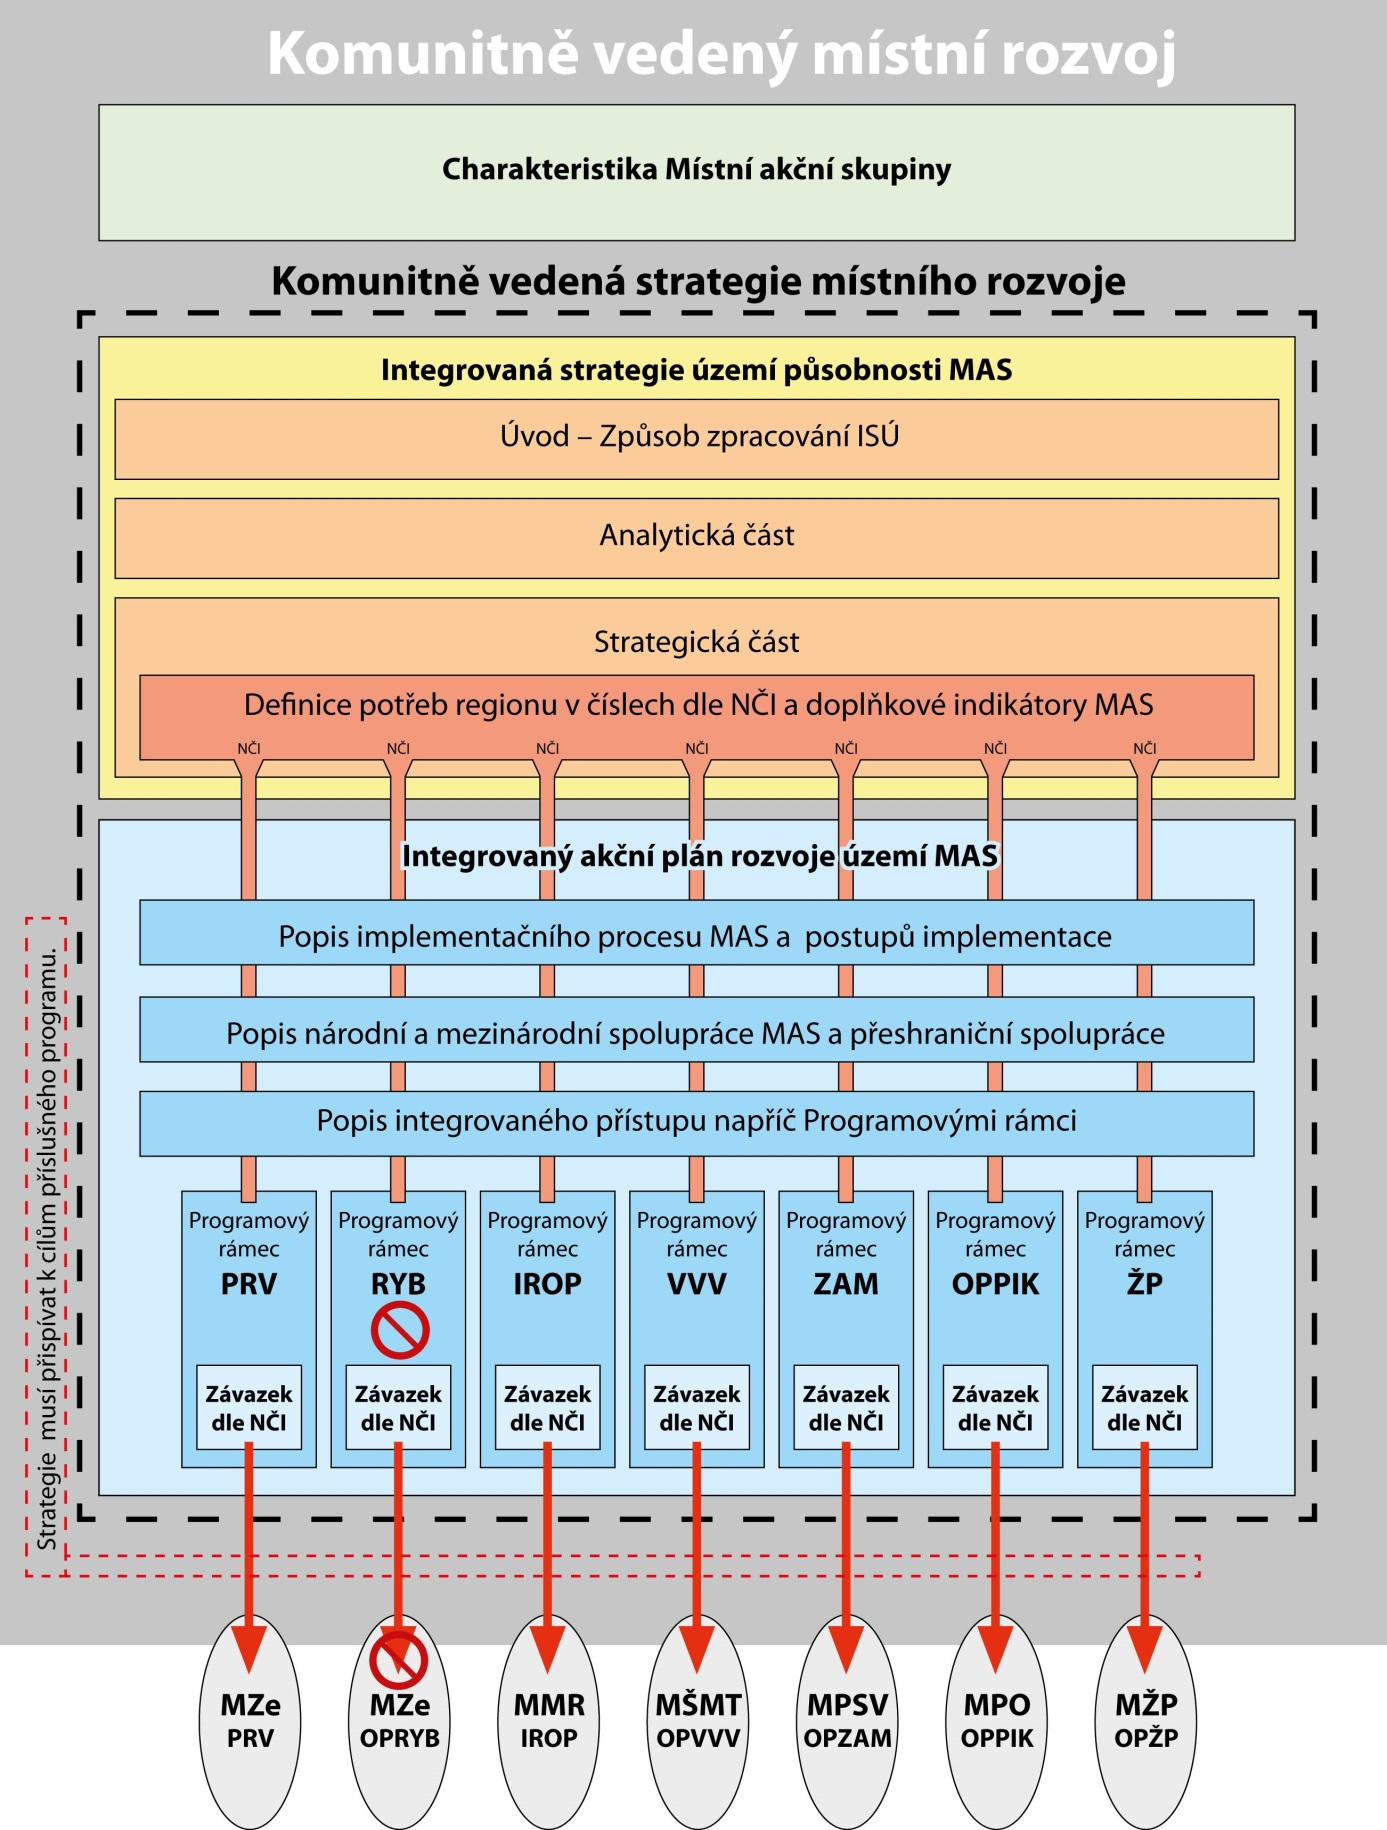 Komunitně vedený místní rozvoj
Charakteristika Místní akční skupiny
Komunitně vedená strategie místního rozvoje
Integrovaná strategie území působnosti MAS
Úvod – Způsob zpracování ISÚ
Analytická část
Strategická část
Definice potřeb regionu v číslech dle NČI a doplňkové indikátory MAS
NČI NČI NČI NČI NČI NČI NČI
Integrovaný akční plán rozvoje území MAS
Popis implementačního procesu MAS a postupů implementace
Popis národní a mezinárodní spolupráce MAS a přeshraniční spolupráce
Popis integrovaného přístupu napříč Programovými rámci
Programový
rámec
PRV
Závazek
dle NČI
Programový
rámec
RYB
Závazek
dle NČI
Programový
rámec
IROP
Závazek
dle NČI
Programový
rámec
VVV
Závazek
dle NČI
Programový
rámec
ZAM
Závazek
dle NČI
Programový
rámec
OPPIK
Závazek
dle NČI
Programový
rámec
ŽP
Závazek
dle NČI
Strategie musí přispívat k cílům příslušného programu.
MZe
PRV
MZe
OPRYB
MMR
IROP
MŠMT
OPVVV
MPSV
OPZAM
MPO
OPPIK
MŽP
OPŽP